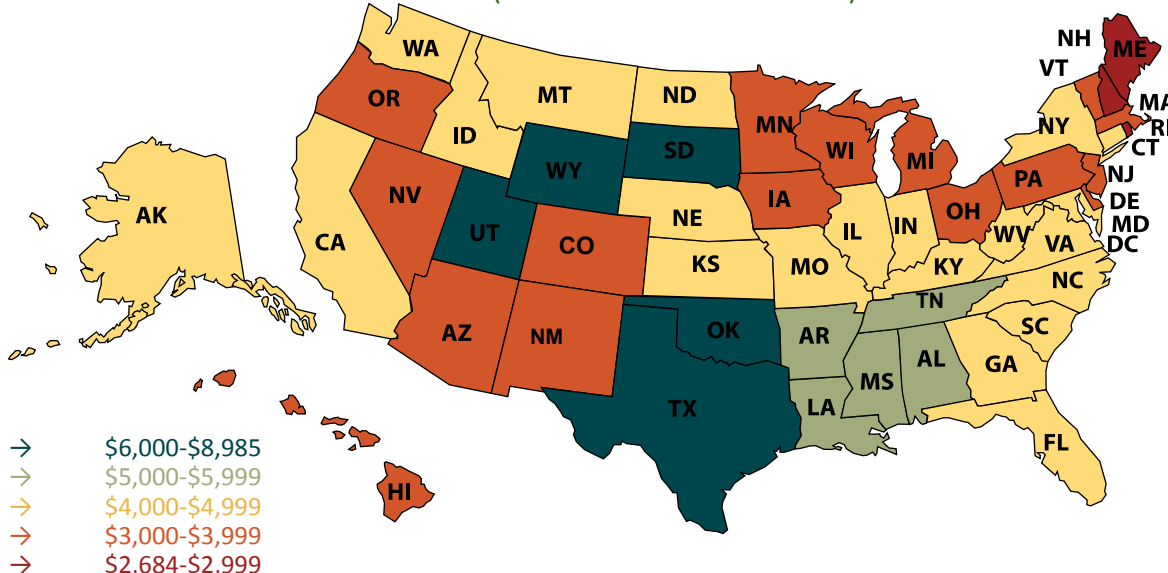 NH
ME
WA
VT
MT
ND
OR
MA
MN
NY
RI
ID
CT
SD
WI
MI
WY
NJ
PA
NV
IA
DE
AK
OH
NE
MD
IL
IN
WV
UT
CA
CO
VA
DC
KS
MO
KY
NC
TN
OK
SC
AZ
NM
AR
AL
GA
MS
LA
TX
FL
→ $6,000-$8,985
→ $5,000-$5,999
HI
→ $4,000-$4,999
→ $3,000-$3,999
→ $2,684-$2,999